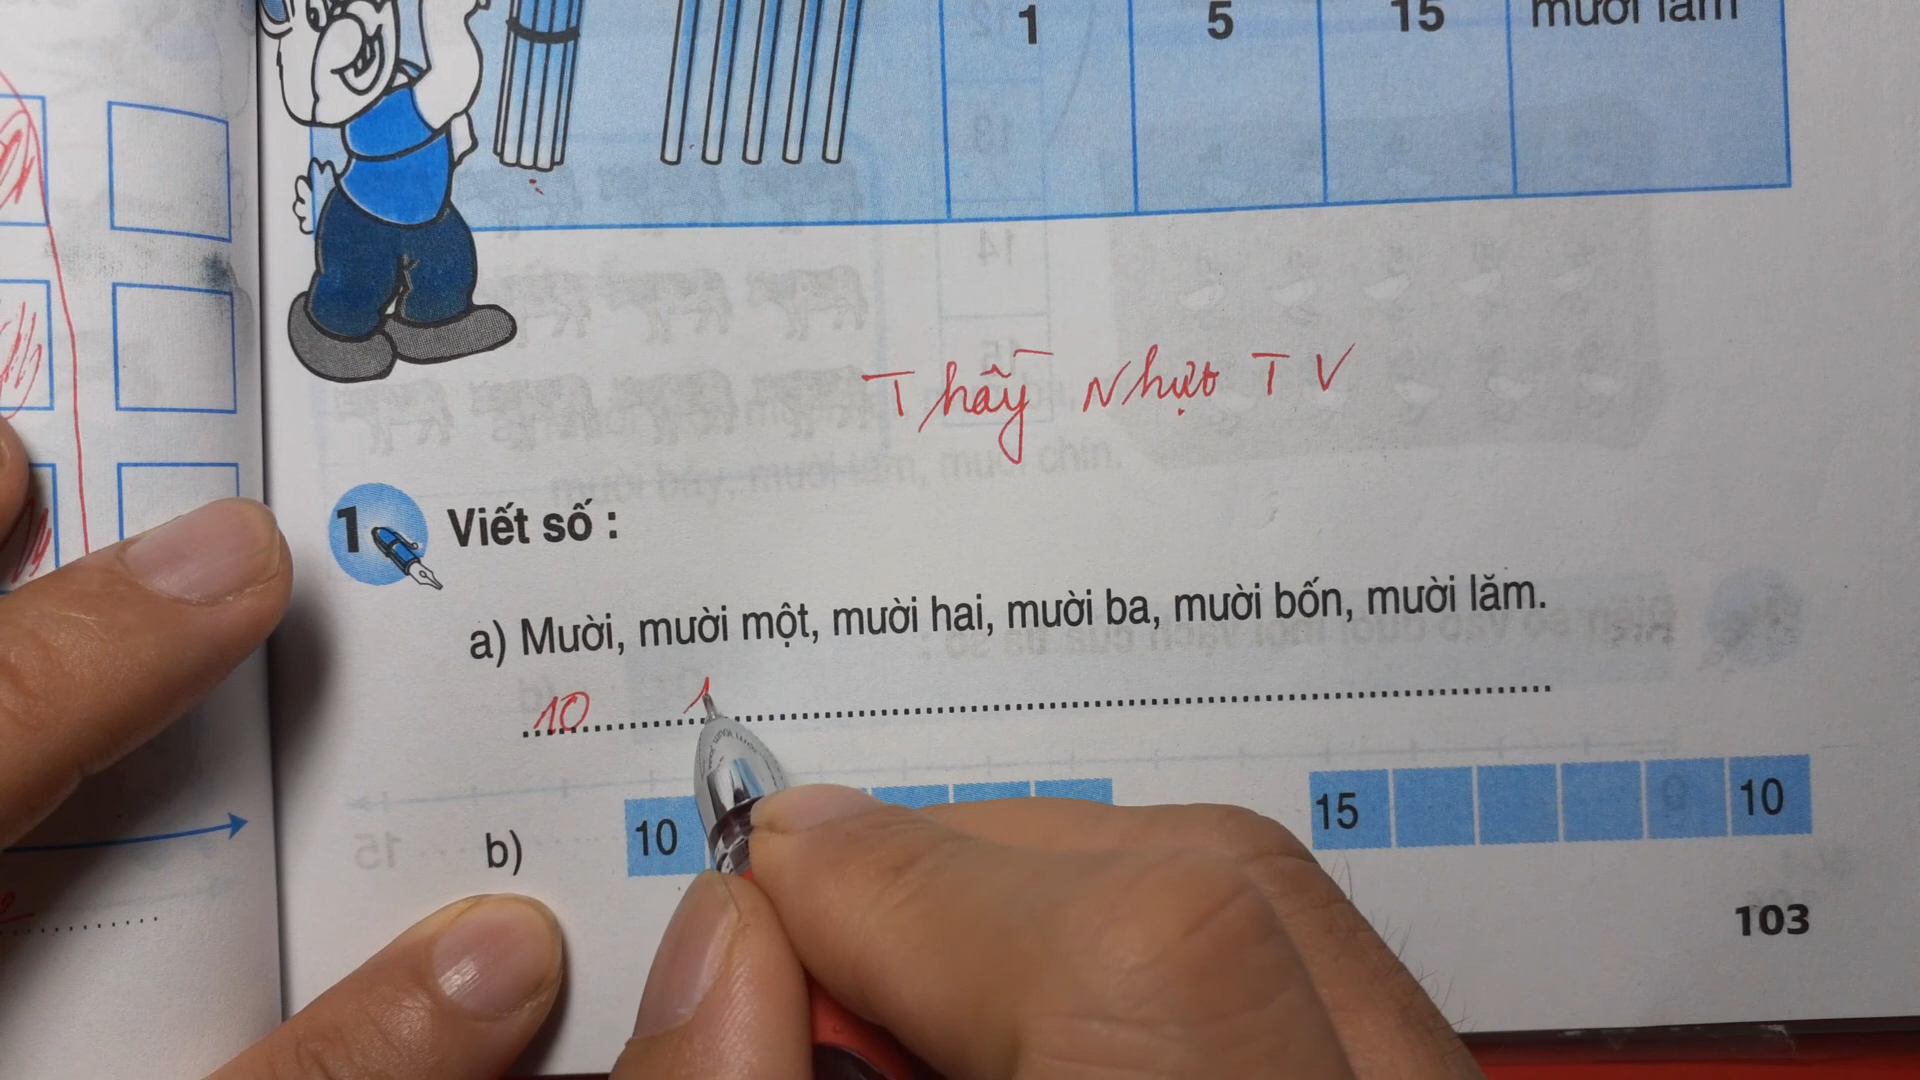 1 5 15 mười lăm
Thầy Nhựt TV
1 Viết số :
a) Mười, mười một, mười hai, mười ba, mười bốn, mười lăm.
10 1
b) 10 15 10
103